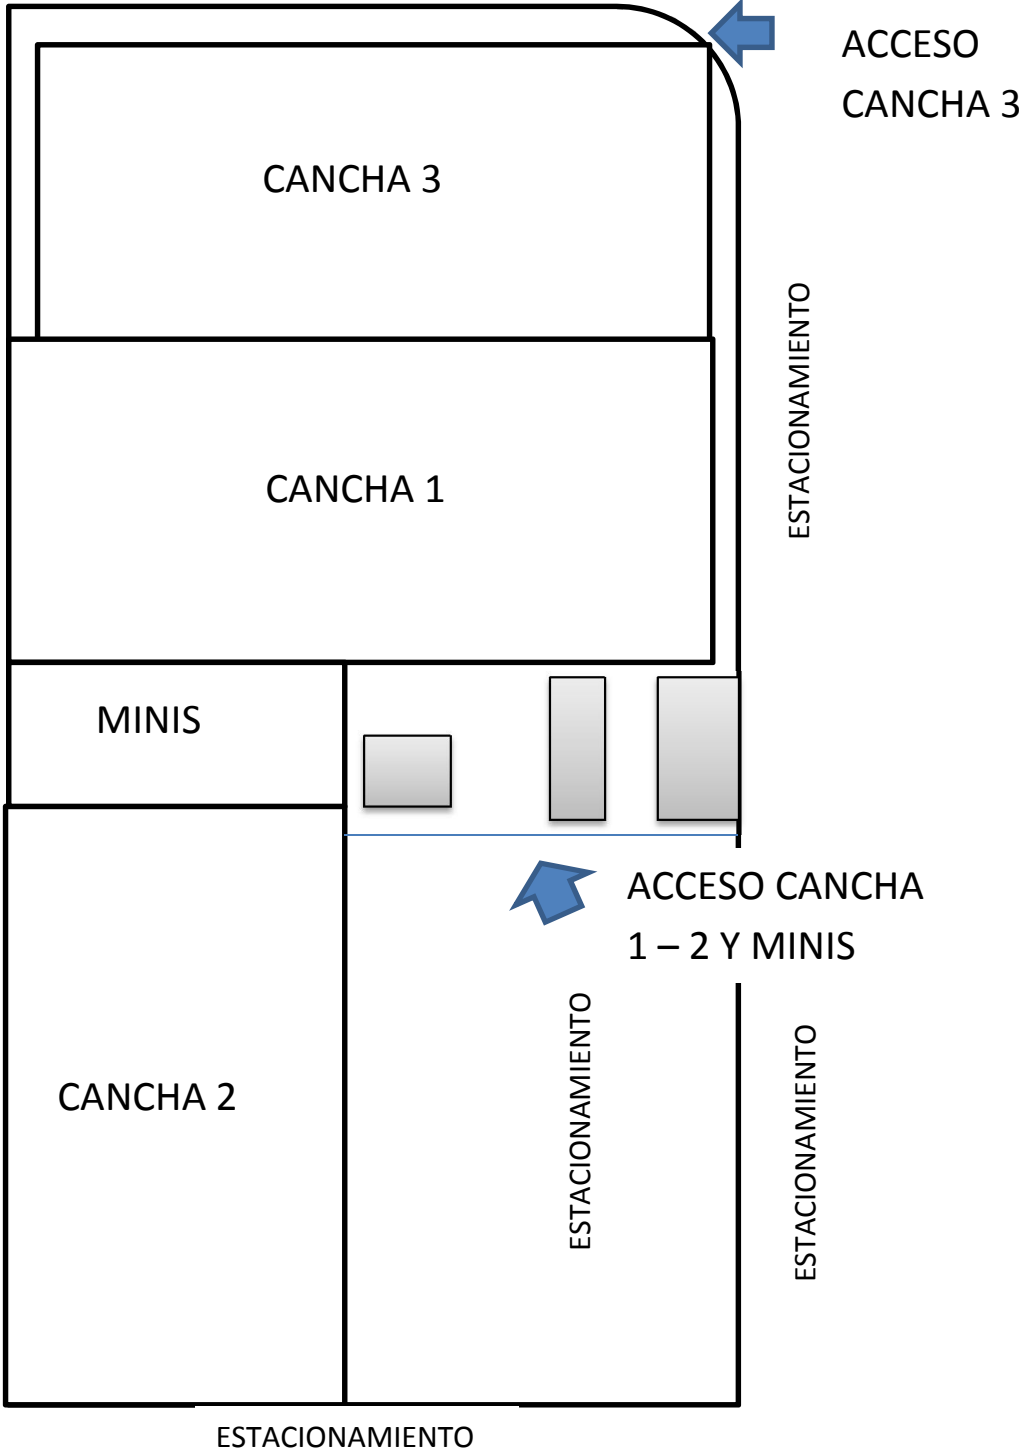 ACCESO
CANCHA 3
CANCHA 3
ESTACIONAMIENTO
CANCHA 1
MINIS
ACCESO CANCHA
1 – 2 Y MINIS
ESTACIONAMIENTO
ESTACIONAMIENTO
CANCHA 2
ESTACIONAMIENTO